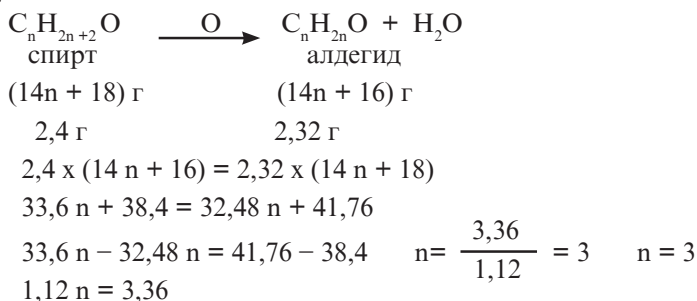 CnH2n+2O O CnH2nO + H2O
спирт алдегид
(14n + 18) г (14n + 16) г
2,4 г 2,32 г
2,4 x (14 n + 16) = 2,32 x (14 n + 18)
33,6 n + 38,4 = 32,48 n + 41,76
33,6 n − 32,48 n = 41,76 − 38,4 n= 3,36 / 1,12 = 3 n = 3
1,12 n = 3,36